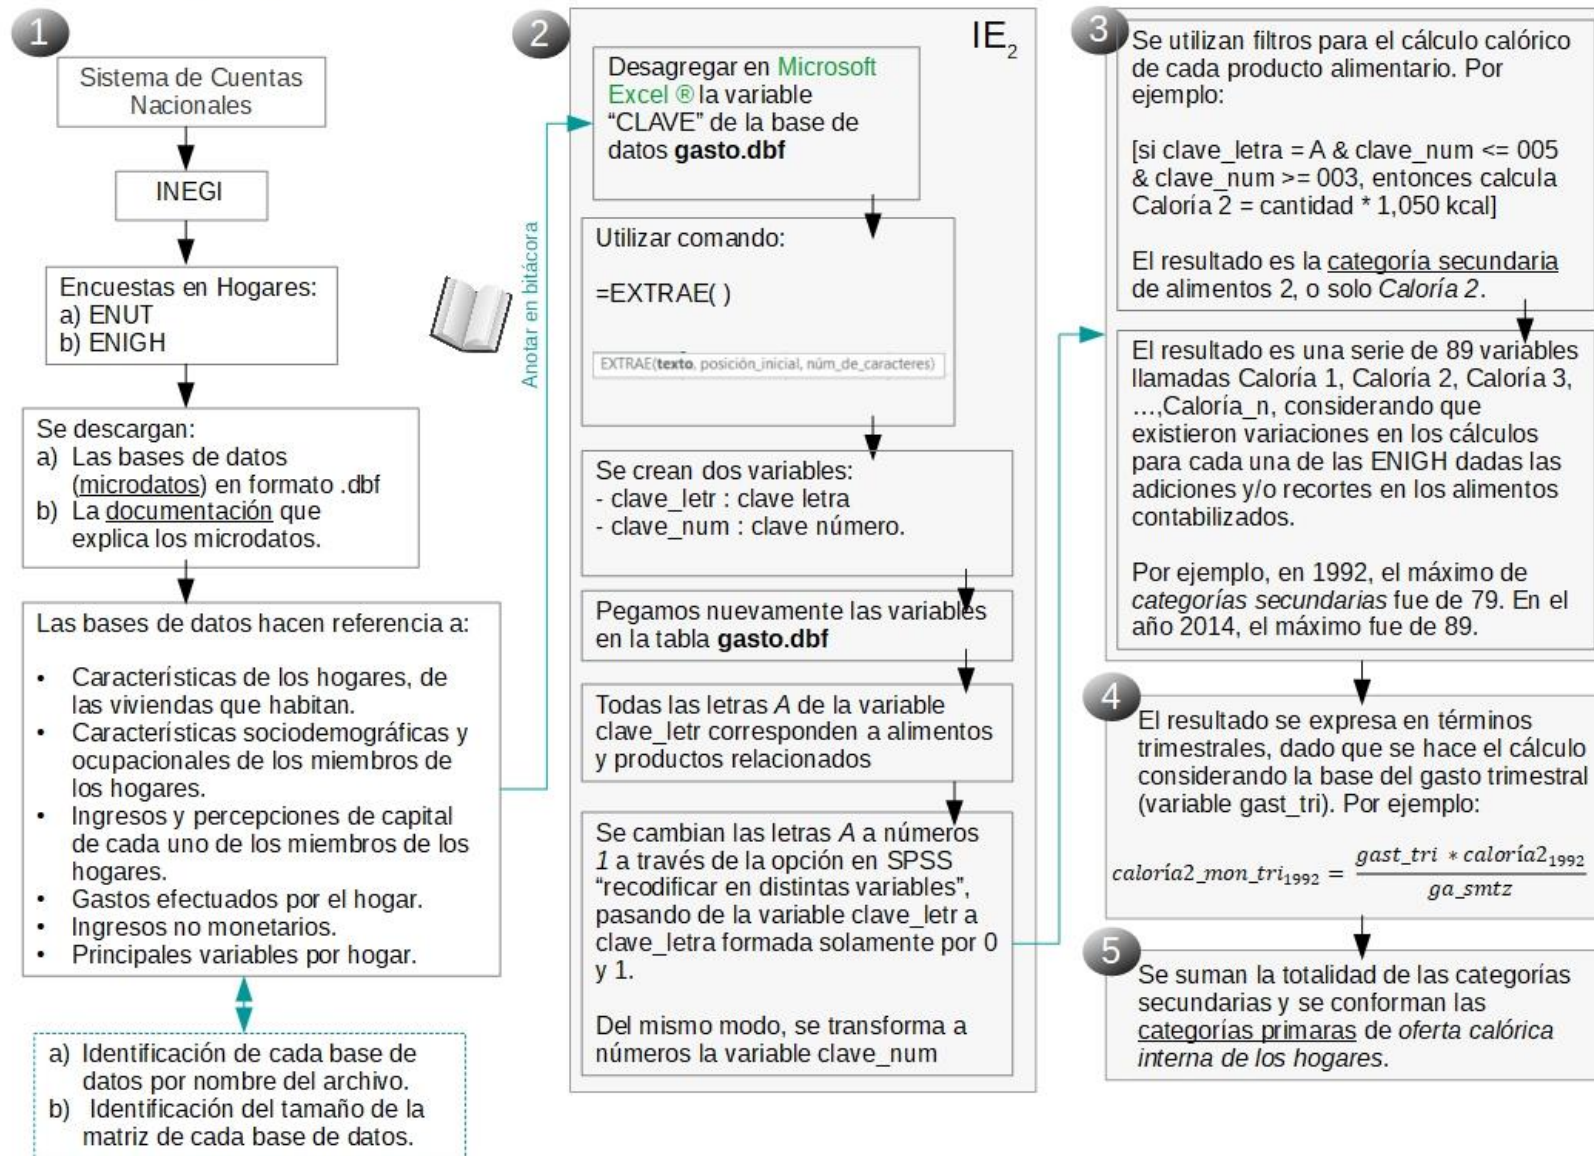 1
Sistema de Cuentas
Nacionales
INEGI
Encuestas en Hogares:
a) ENUT
b) ENIGH
Se descargan:
a) Las bases de datos
(microdatos) en formato .dbf
b) La documentación que
explica los microdatos.
Las bases de datos hacen referencia a:
• Características de los hogares, de
las viviendas que habitan.
• Características sociodemográficas y
ocupacionales de los miembros de
los hogares.
• Ingresos y percepciones de capital
de cada uno de los miembros de los
hogares.
• Gastos efectuados por el hogar.
• Ingresos no monetarios.
• Principales variables por hogar.
a) Identificación de cada base de
datos por nombre del archivo.
b) Identificación del tamaño de la
matriz de cada base de datos.
Anotar en bitácora
2
IE2
Desagregar en Microsoft
Excel ® la variable
“CLAVE” de la base de
datos gasto.dbf
Utilizar comando:
=EXTRAE( )
EXTRAE(texto, posición_inicial, núm_de_caracteres)
Se crean dos variables:
- clave_letr : clave letra
- clave_num : clave número.
Pegamos nuevamente las variables
en la tabla gasto.dbf
Todas las letras A de la variable
clave_letr corresponden a alimentos
y productos relacionados
Se cambian las letras A a números
1 a través de la opción en SPSS
“recodificar en distintas variables”,
pasando de la variable clave_letr a
clave_letra formada solamente por 0
y 1.
Del mismo modo, se transforma a
números la variable clave_num
3
Se utilizan filtros para el cálculo calórico
de cada producto alimentario. Por
ejemplo:
[si clave_letra = A & clave_num <= 005
& clave_num >= 003, entonces calcula
Caloría 2 = cantidad * 1,050 kcal]
El resultado es la categoría secundaria
de alimentos 2, o solo Caloría 2.
El resultado es una serie de 89 variables
llamadas Caloría 1, Caloría 2, Caloría 3,
…,Caloría_n, considerando que
existieron variaciones en los cálculos
para cada una de las ENIGH dadas las
adiciones y/o recortes en los alimentos
contabilizados.
Por ejemplo, en 1992, el máximo de
categorías secundarias fue de 79. En el
año 2014, el máximo fue de 89.
4
El resultado se expresa en términos
trimestrales, dado que se hace el cálculo
considerando la base del gasto trimestral
(variable gast_tri). Por ejemplo:
caloría2_mon_tri1992 = gast_tri * caloría21992
ga_smtz
5
Se suman la totalidad de las categorías
secundarias y se conforman las
categorías primaras de oferta calórica
interna de los hogares.